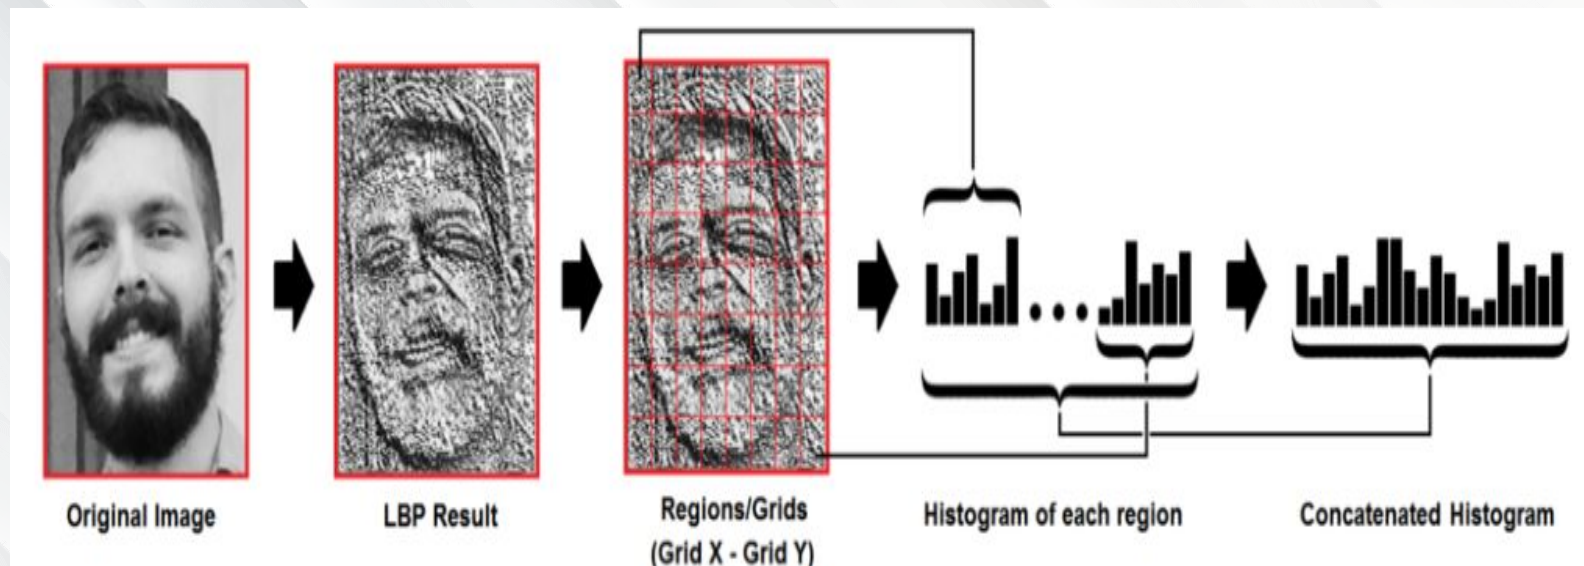 Original Image
LBP Result
Regions/Grids
(Grid X - Grid Y)
Histogram of each region
Concatenated Histogram